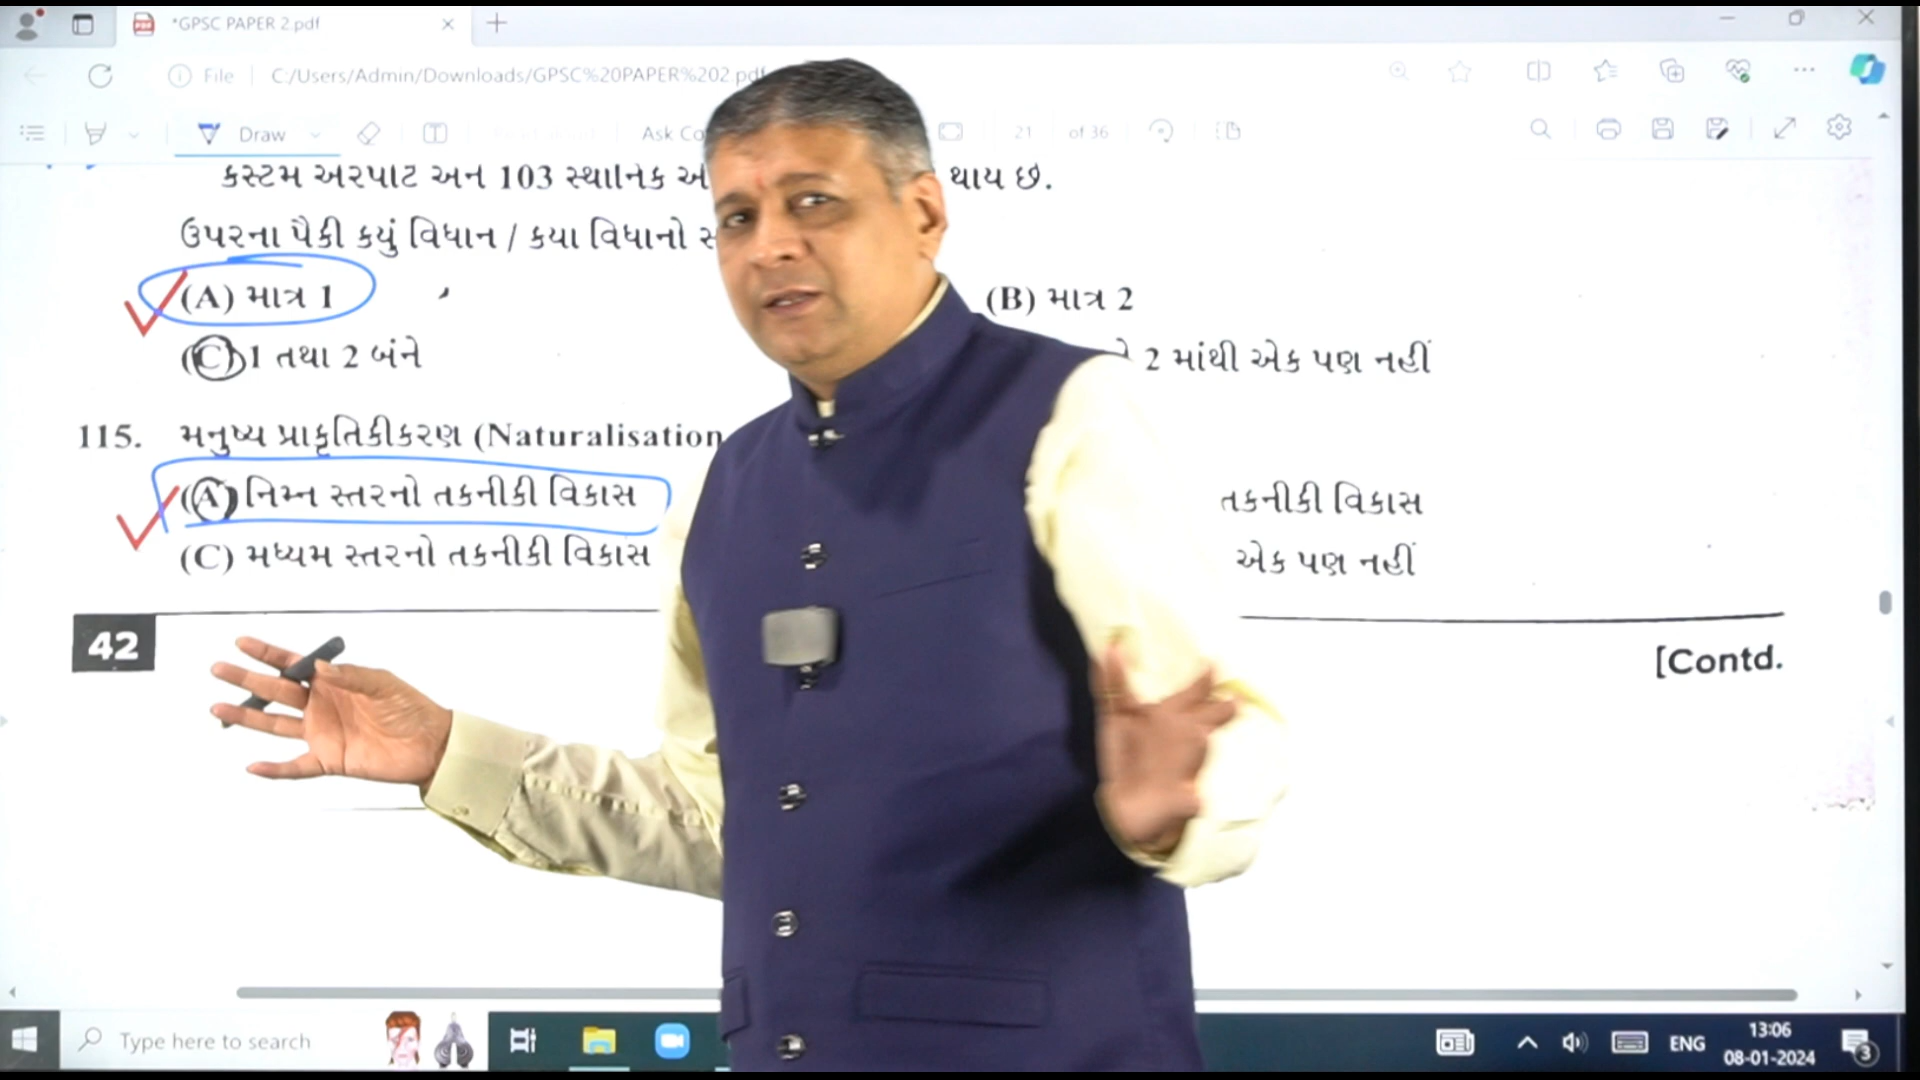 *GPSC PAPER 2.pdf
File
C:/Users/Admin/Downloads/GPSC%20PAPER%202.pdf
Draw
Ask Co
21
of 36
કસ્ટમ અરપાટ અન 103 સ્થાનિક
થાય છે.
ઉપરના પૈકી કયું વિધાન / કયા વિધાનો
(A) માત્ર 1
(B) માત્ર 2
(C) 1 તથા 2 બંને
2 માંથી એક પણ નહીં
115. મનુષ્ય પ્રાકૃતિકીકરણ (Naturalisation
(A) નિમ્ન સ્તરનો તકનીકી વિકાસ
તકનીકી વિકાસ
(C) મધ્યમ સ્તરનો તકનીકી વિકાસ
એક પણ નહીં
42
[Contd.
Type here to search
ENG
13:06
08-01-2024
3